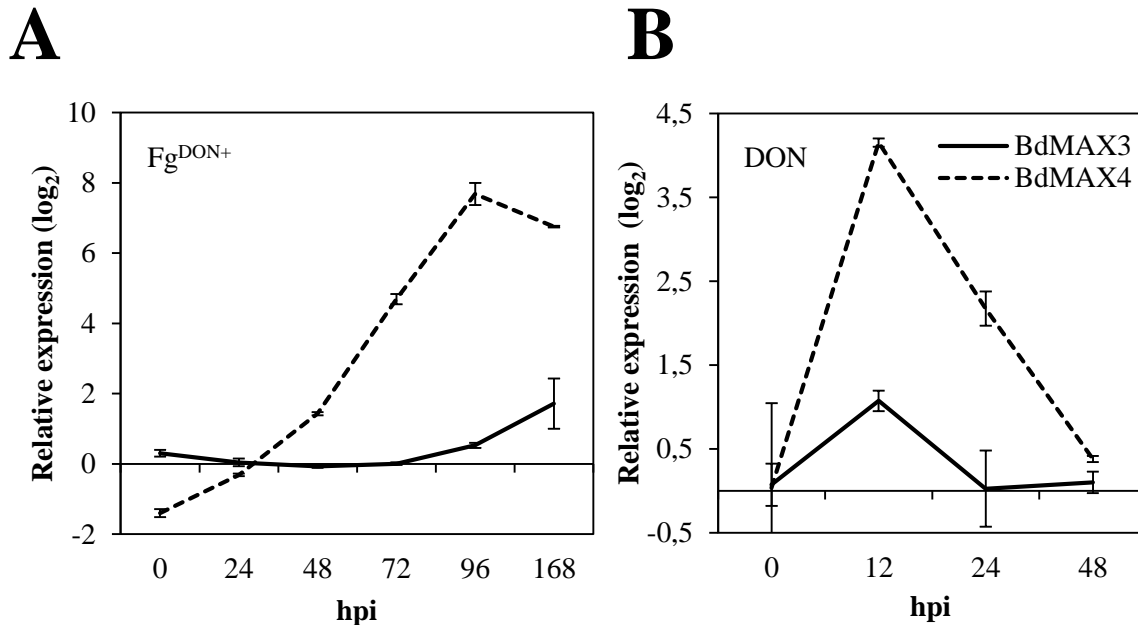 A
Relative expression (log2)
10
8
6
4
2
0
-2
Fg^DON+
0 24 48 72 96 168
hpi
B
Relative expression (log2)
4,5
3,5
2,5
1,5
0,5
-0,5
DON
BdMAX3
BdMAX4
0 12 24 48
hpi